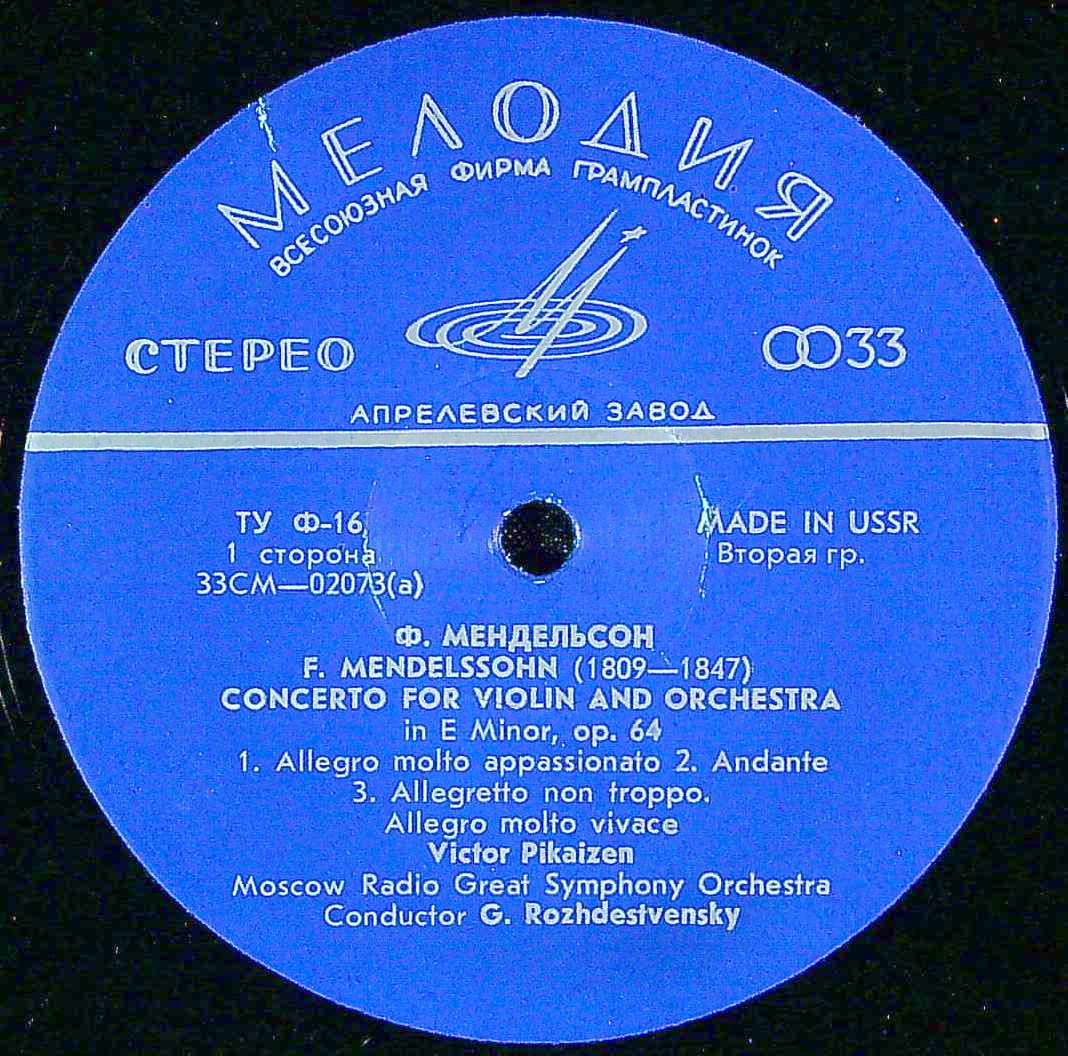 МЕЛОДИЯ
ВСЕСОЮЗНАЯ ФИРМА ГРАМПЛАСТИНОК
СТЕРЕО
33
АПРЕЛЕВСКИЙ ЗАВОД
ТУ Ф-16
1 сторона
33СМ—02073(а)
MADE IN USSR
Вторая гр.
Ф. МЕНДЕЛЬСОН
F. MENDELSSOHN (1809—1847)
CONCERTO FOR VIOLIN AND ORCHESTRA
in E Minor, op. 64
1. Allegro molto appassionato 2. Andante
3. Allegretto non troppo.
Allegro molto vivace
Victor Pikaizen
Moscow Radio Great Symphony Orchestra
Conductor G. Rozhdestvensky